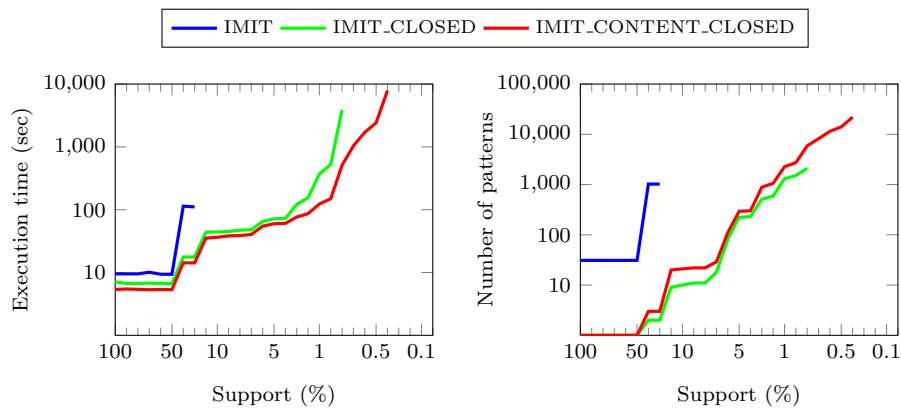 IMIT IMIT_CLOSED IMIT_CONTENT_CLOSED
Execution time (sec)
10,000
1,000
100
10
100 50 10 5 1 0.5 0.1
Support (%)
Number of patterns
100,000
10,000
1,000
100
10
100 50 10 5 1 0.5 0.1
Support (%)